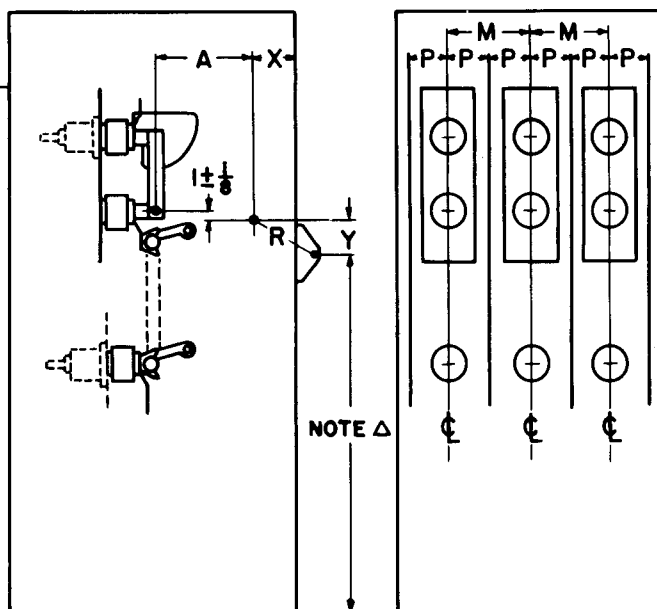 A X
1 ± 1/8
R Y
NOTE Δ
M M
P P P P P P
℄ ℄ ℄